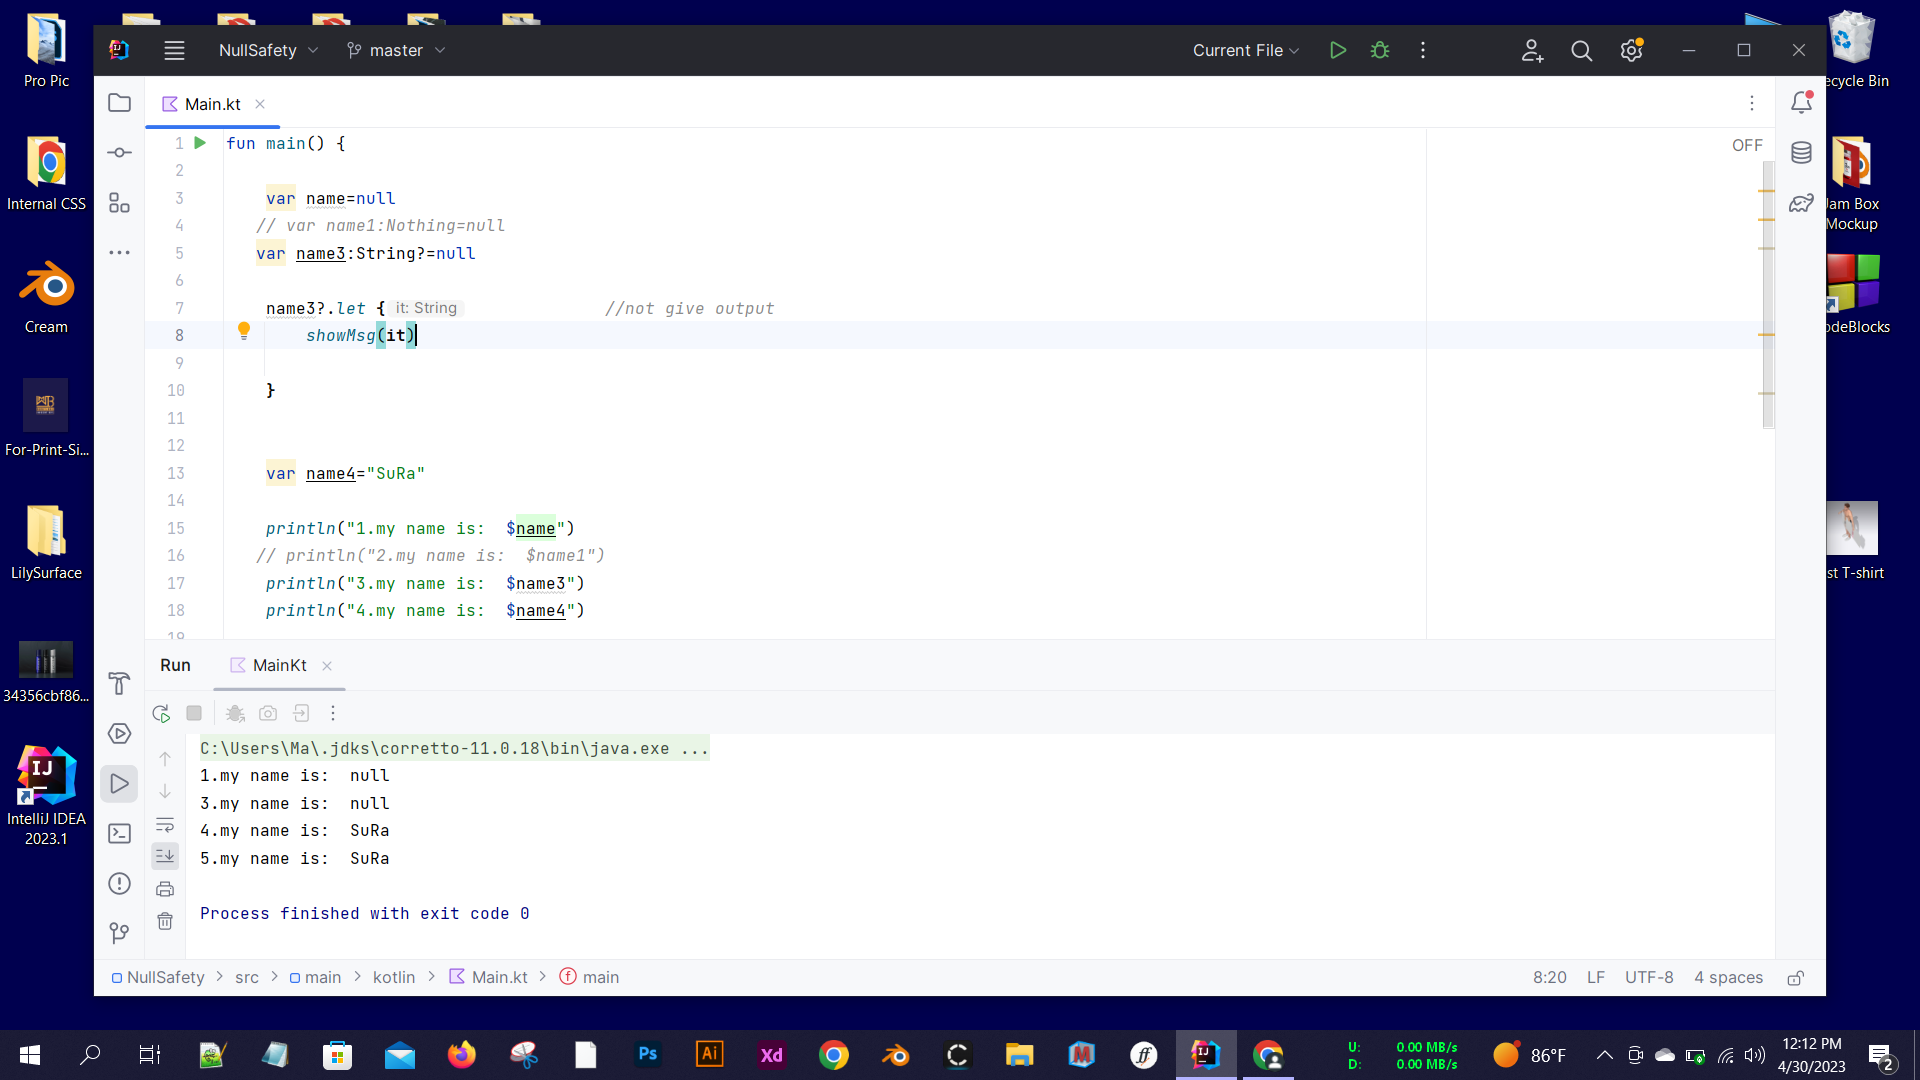 Pro Pic
Internal CSS
Cream
For-Print-Si...
LilySurface
34356cbf86...
IntelliJ IDEA
2023.1
ecycle Bin
Jam Box
Mockup
odeBlocks
st T-shirt
NullSafety
master
Current File
Main.kt
OFF
1 fun main() {
2
3 var name=null
4 // var name1:Nothing=null
5 var name3:String?=null
6
7 name3?.let { it: String //not give output
8 showMsg(it)
9
10 }
11
12
13 var name4="SuRa"
14
15 println("1.my name is:  $name")
16 // println("2.my name is:  $name1")
17 println("3.my name is:  $name3")
18 println("4.my name is:  $name4")
19
Run MainKt
C:\Users\Ma\.jdks\corretto-11.0.18\bin\java.exe ...
1.my name is:  null
3.my name is:  null
4.my name is:  SuRa
5.my name is:  SuRa
Process finished with exit code 0
NullSafety > src > main > kotlin > Main.kt > main
8:20 LF UTF-8 4 spaces
Ps
Ai
Xd
IJ
U: 0.00 MB/s
D: 0.00 MB/s
86°F
12:12 PM
4/30/2023
2